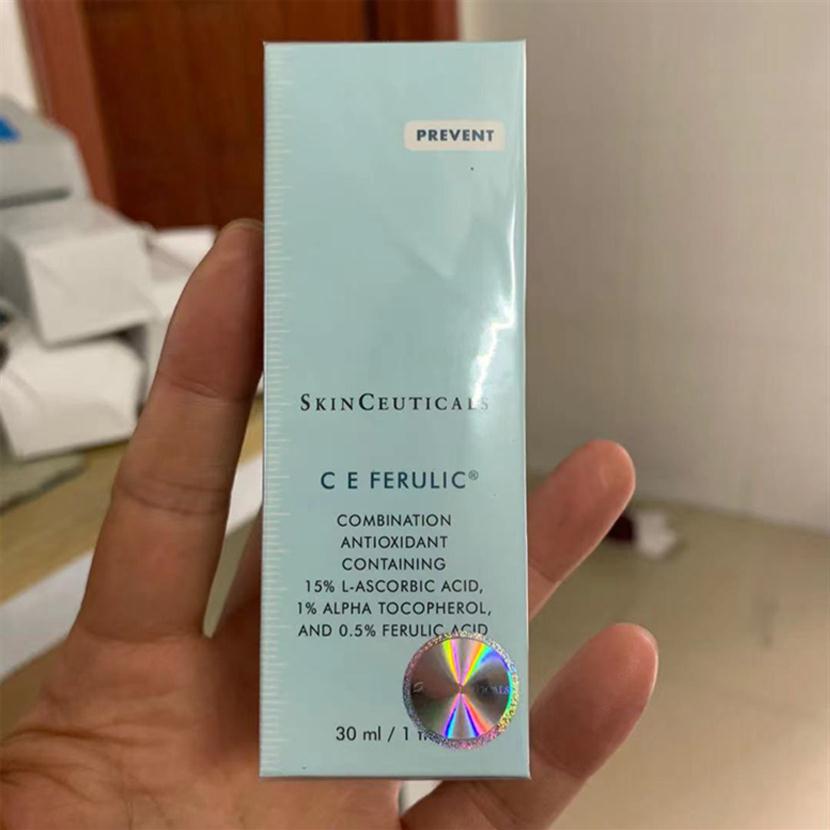 PREVENT
SKINCEUTICALS
C E FERULIC®
COMBINATION
ANTIOXIDANT
CONTAINING
15% L-ASCORBIC ACID,
1% ALPHA TOCOPHEROL,
AND 0.5% FERULIC ACID
30 ml / 1